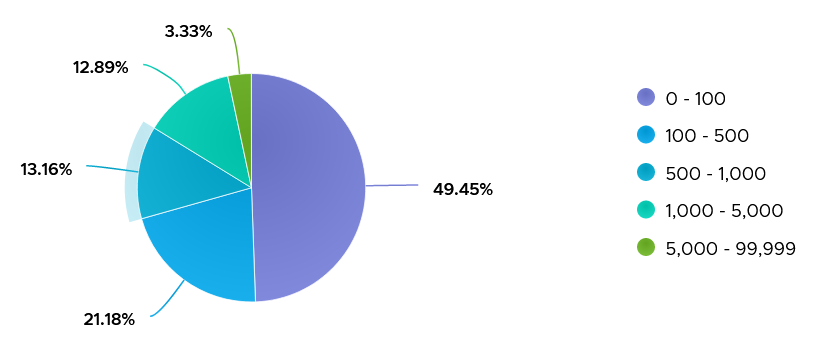 3.33%
12.89%
13.16%
49.45%
21.18%
0 - 100
100 - 500
500 - 1,000
1,000 - 5,000
5,000 - 99,999